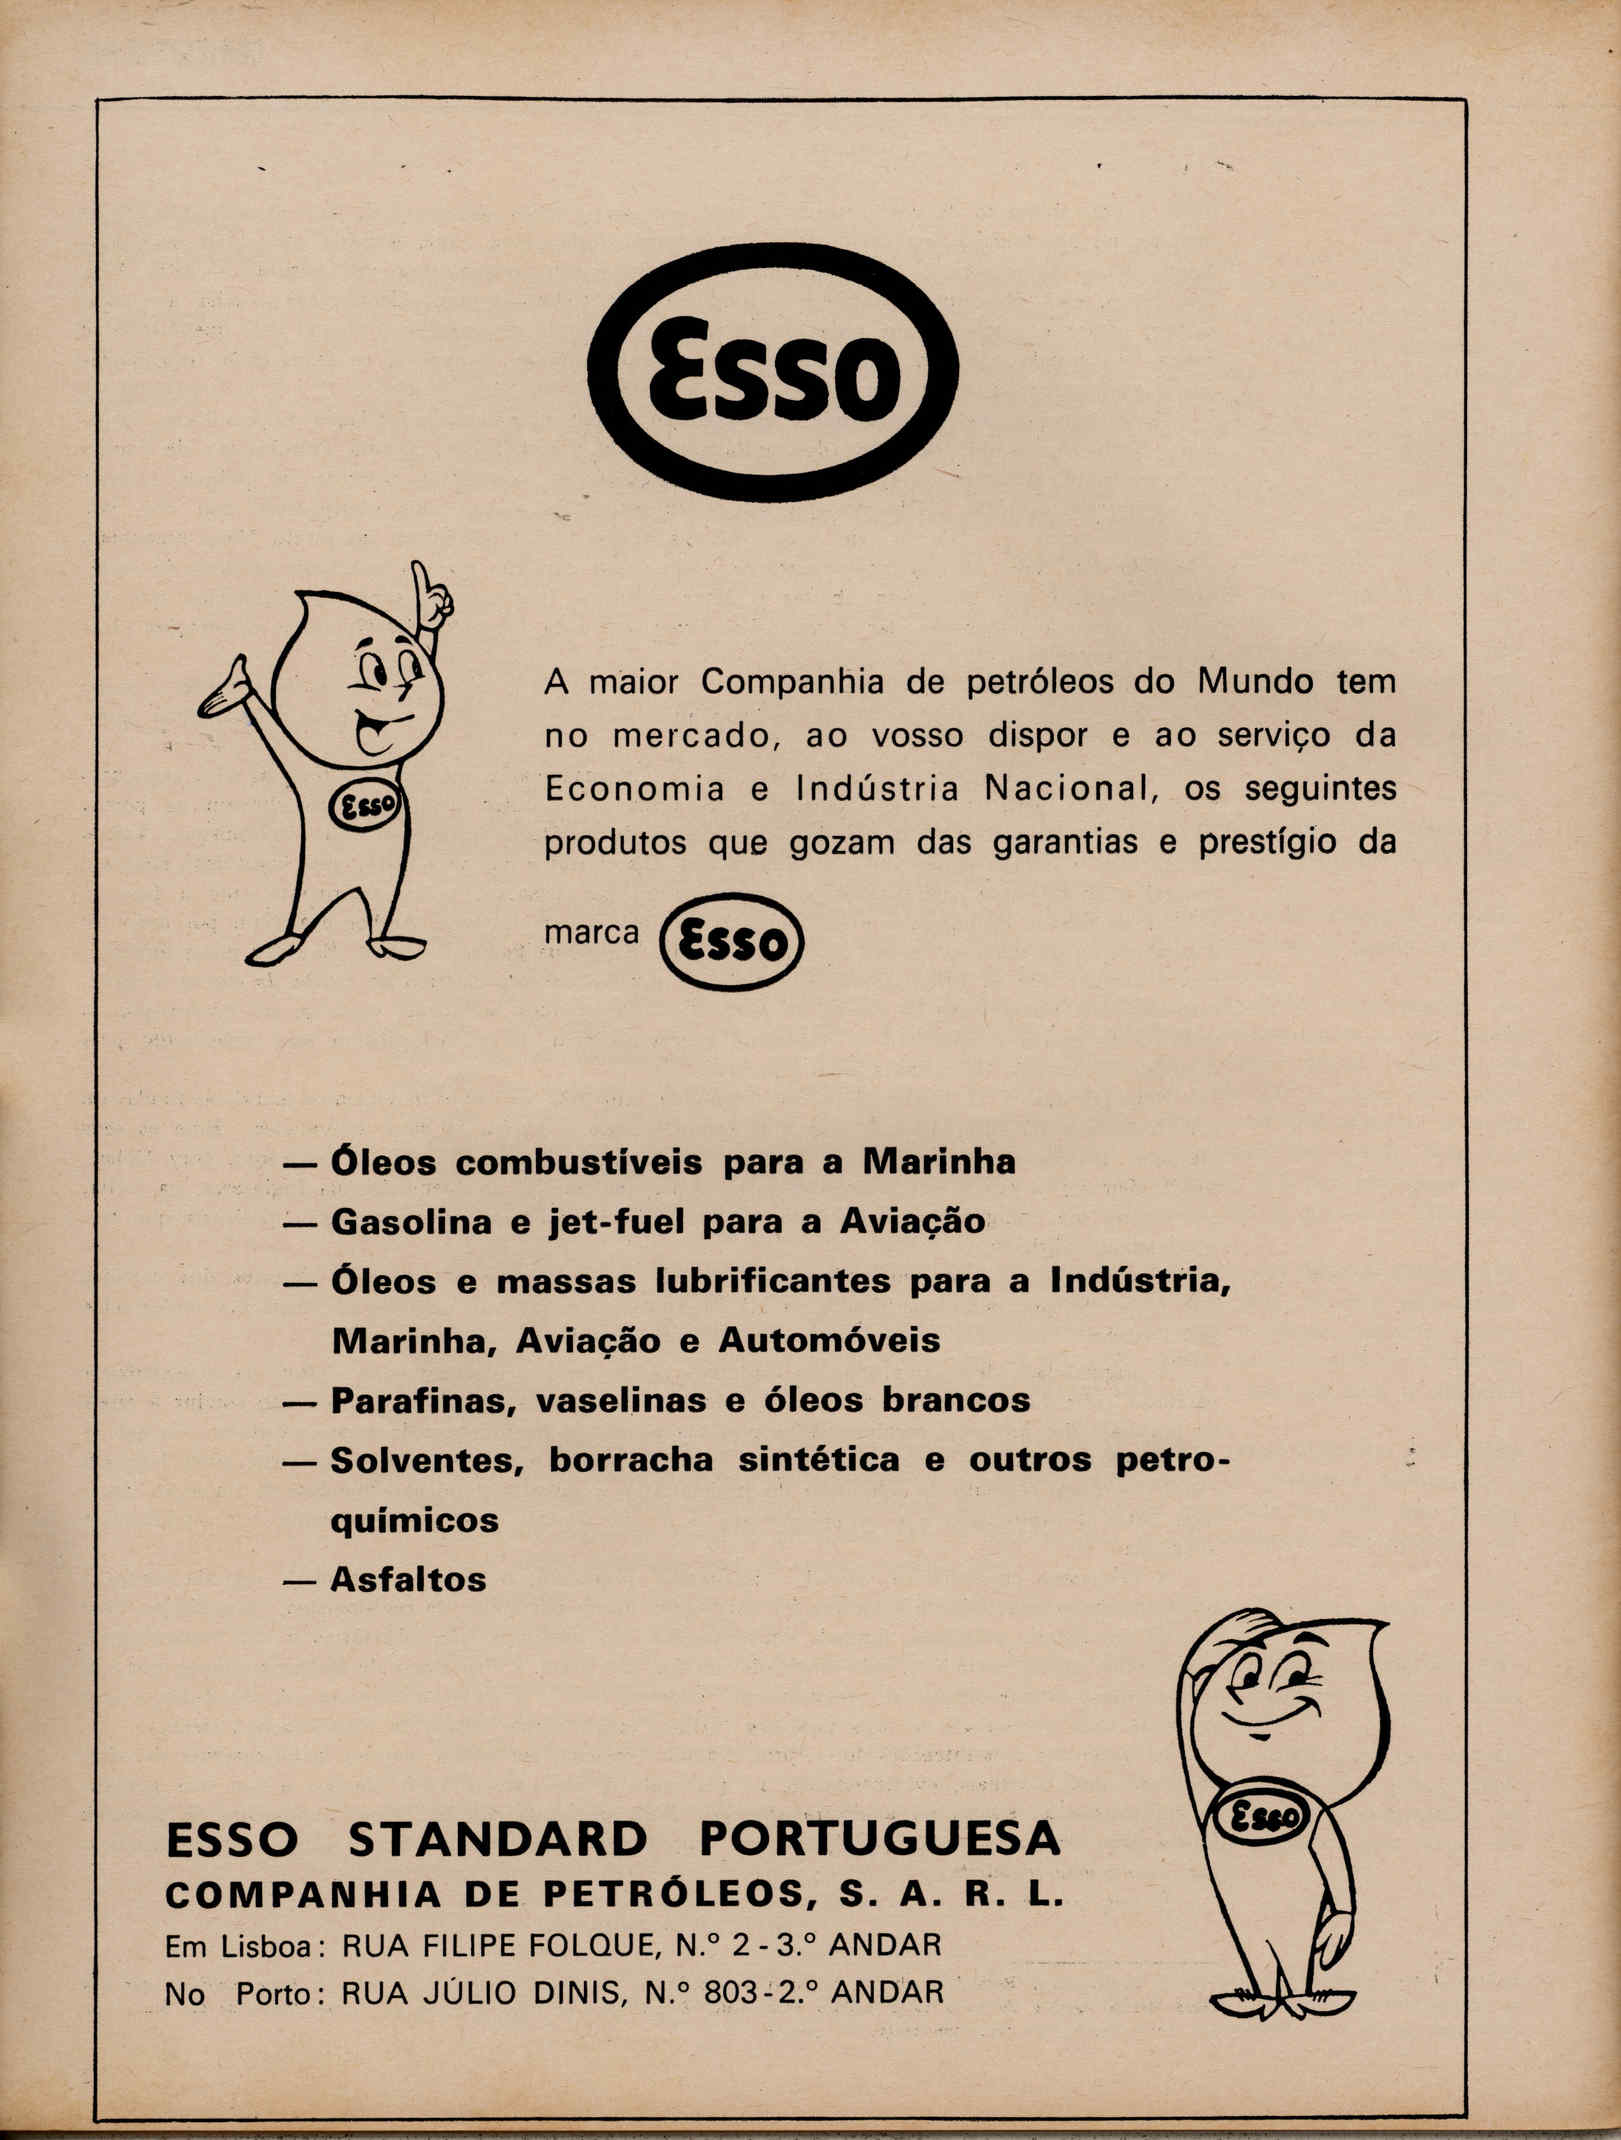 Esso
A maior Companhia de petróleos do Mundo tem
no mercado, ao vosso dispor e ao serviço da
Economia e Indústria Nacional, os seguintes
produtos que gozam das garantias e prestígio da
marca Esso
Esso
— Óleos combustíveis para a Marinha
— Gasolina e jet-fuel para a Aviação
— Óleos e massas lubrificantes para a Indústria,
Marinha, Aviação e Automóveis
— Parafinas, vaselinas e óleos brancos
— Solventes, borracha sintética e outros petro-
químicos
— Asfaltos
Esso
ESSO STANDARD PORTUGUESA
COMPANHIA DE PETRÓLEOS, S. A. R. L.
Em Lisboa: RUA FILIPE FOLQUE, N.º 2-3.º ANDAR
No Porto: RUA JÚLIO DINIS, N.º 803-2.º ANDAR